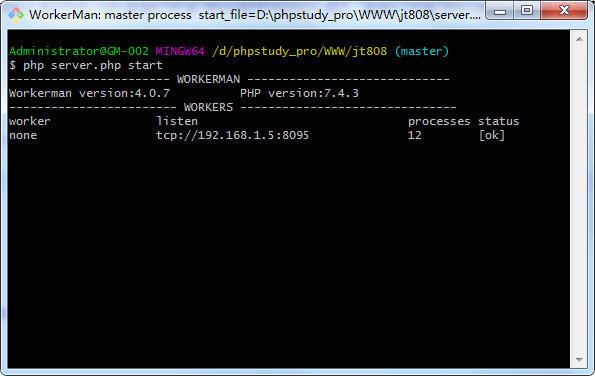 WorkerMan: master process  start_file=D:\phpstudy_pro\WWW\jt808\server....
Administrator@GM-002 MINGW64 /d/phpstudy_pro/WWW/jt808 (master)
$ php server.php start
----------------------- WORKERMAN -----------------------------
Workerman version:4.0.7          PHP version:7.4.3
------------------------ WORKERS -------------------------------
worker               listen                              processes status
none                 tcp://192.168.1.5:8095              12        [ok]